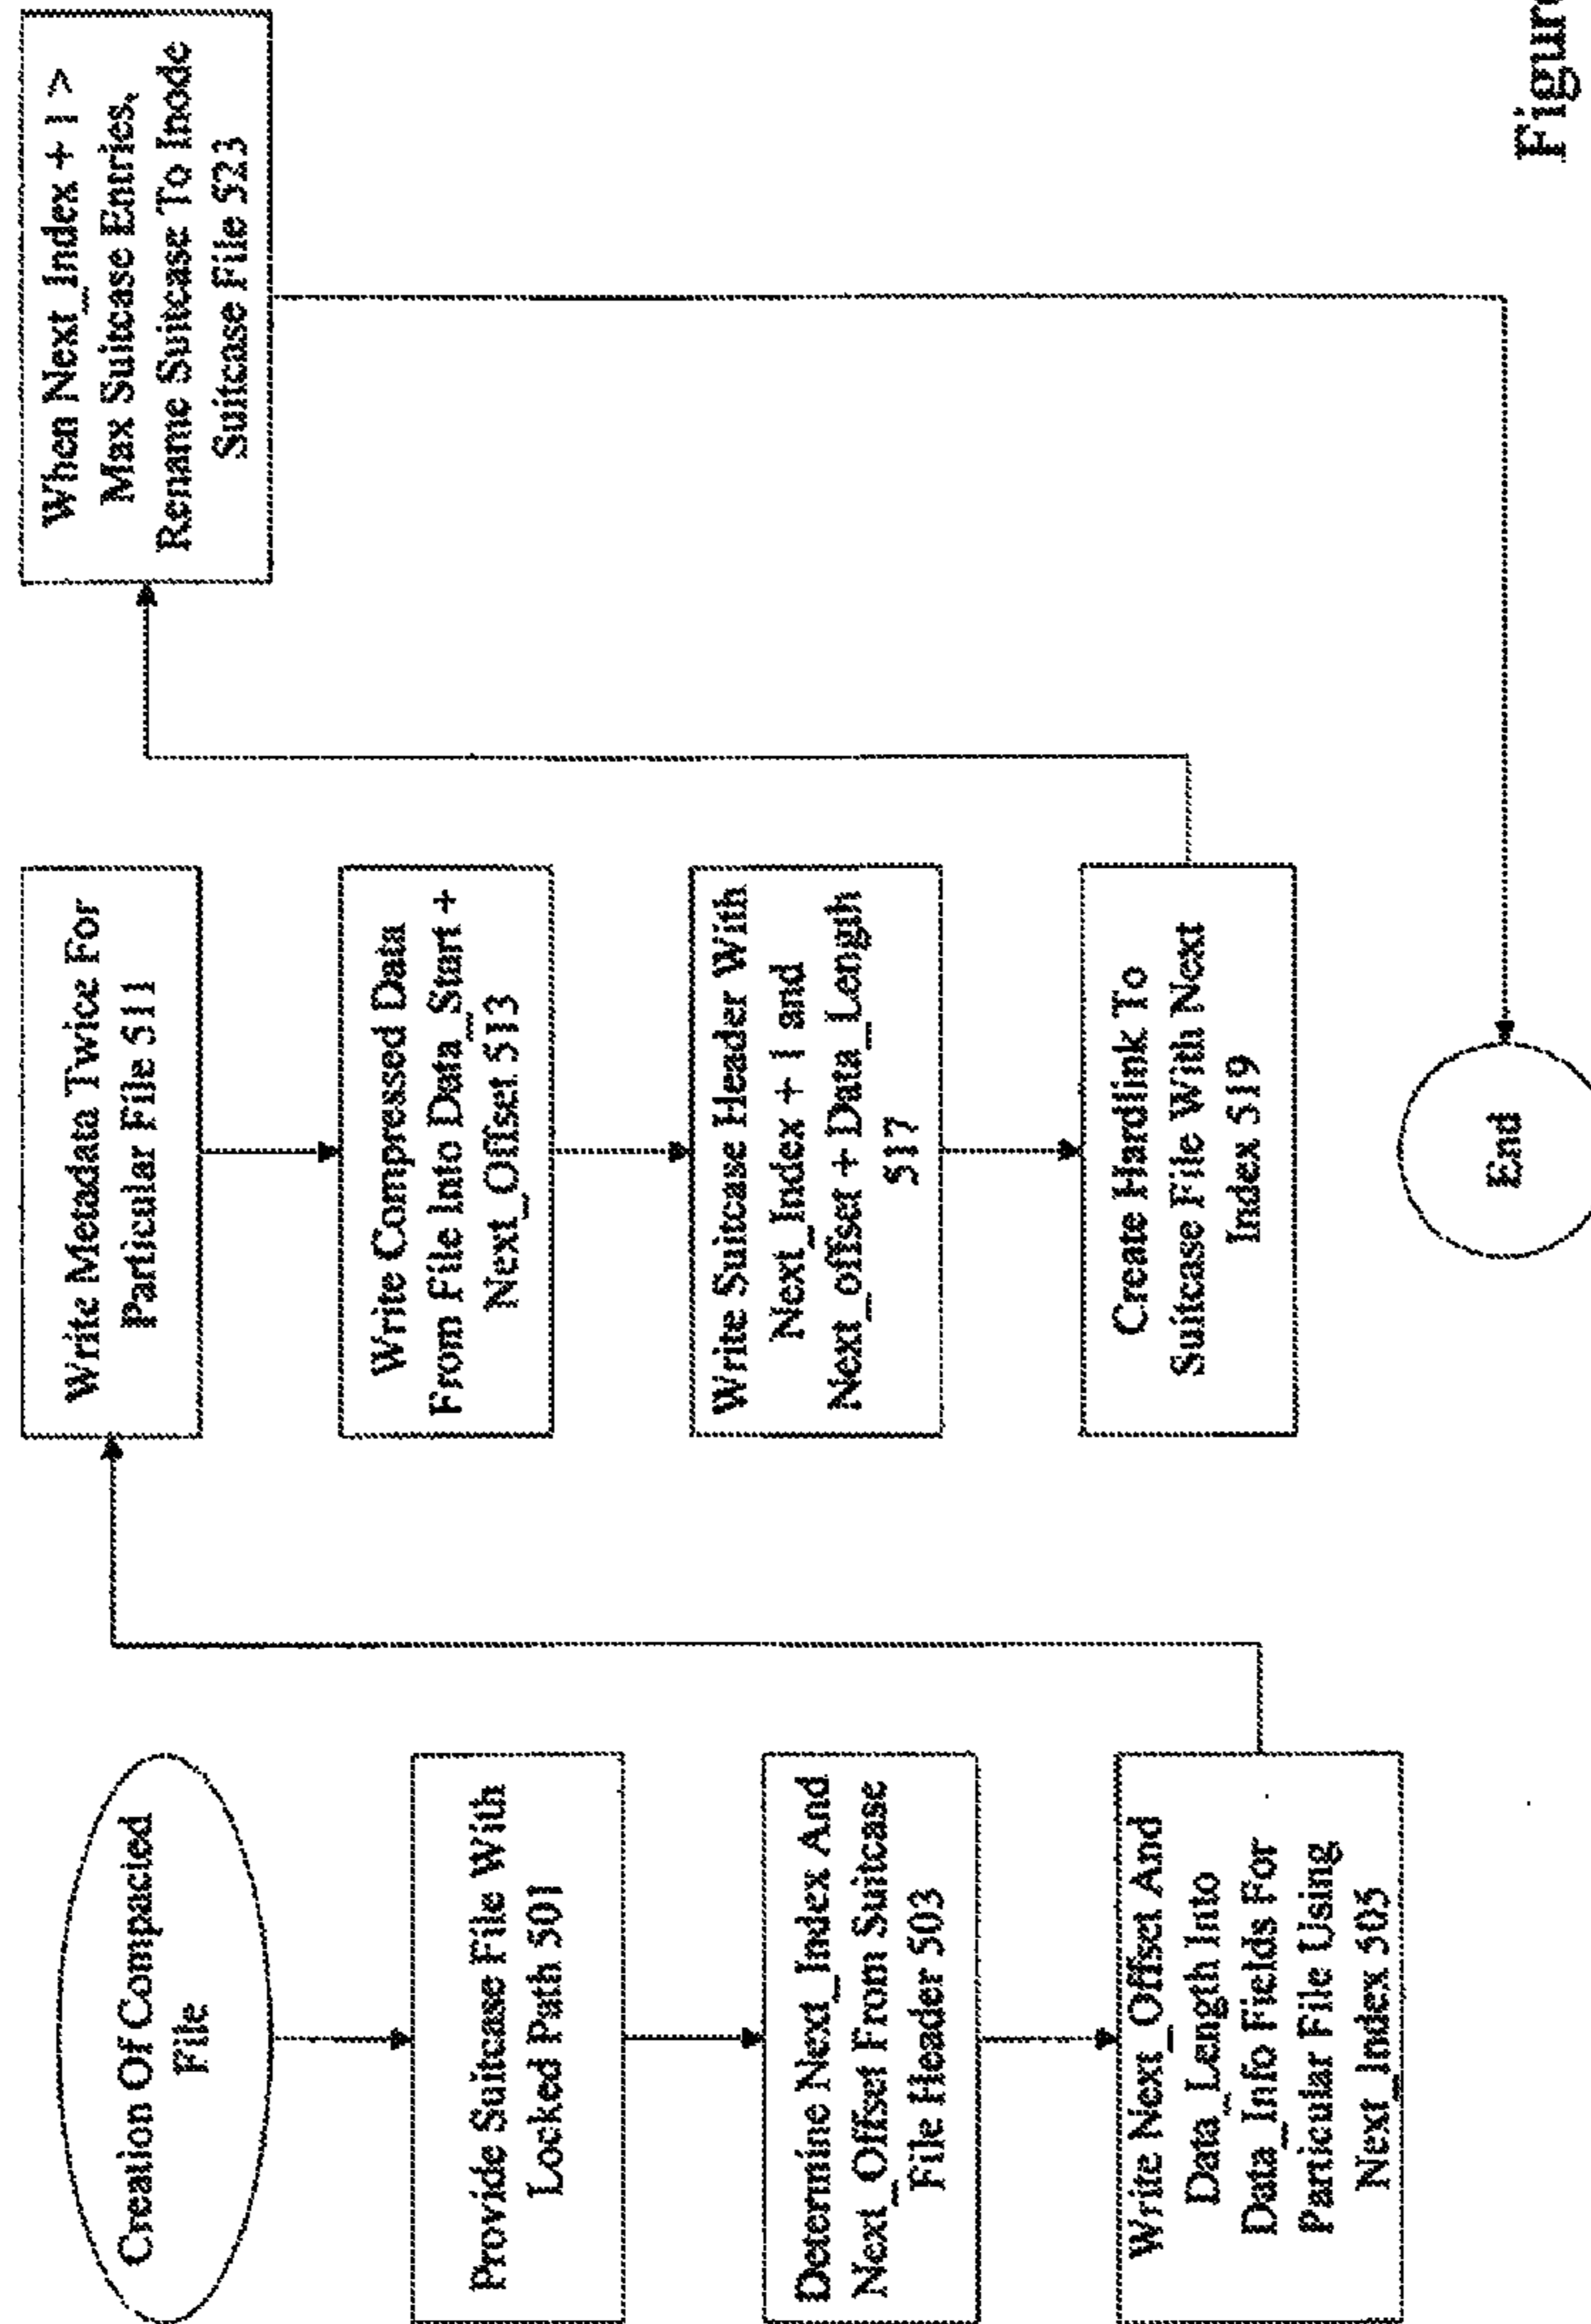 Creation Of Compacted
File
Provide Suitcase File With
Locked Path 501
Determine Next_Index And
Next_Offset From Suitcase
File Header 503
Write Next_Offset And
Data_Length Into
Data_Info Fields For
Particular File Using
Next_Index 505
Write Metadata Twice For
Particular File 511
Write Compressed Data
From File Into Data_Start +
Next_Offset 513
Write Suitcase Header With
Next_Index + 1 and
Next_offset + Data_Length
517
Create Hardlink To
Suitcase File With Next
Index 519
When Next_Index + 1 >
Max Suitcase Entries,
Rename Suitcase To Inode
Suitcase File 523
End
Figure